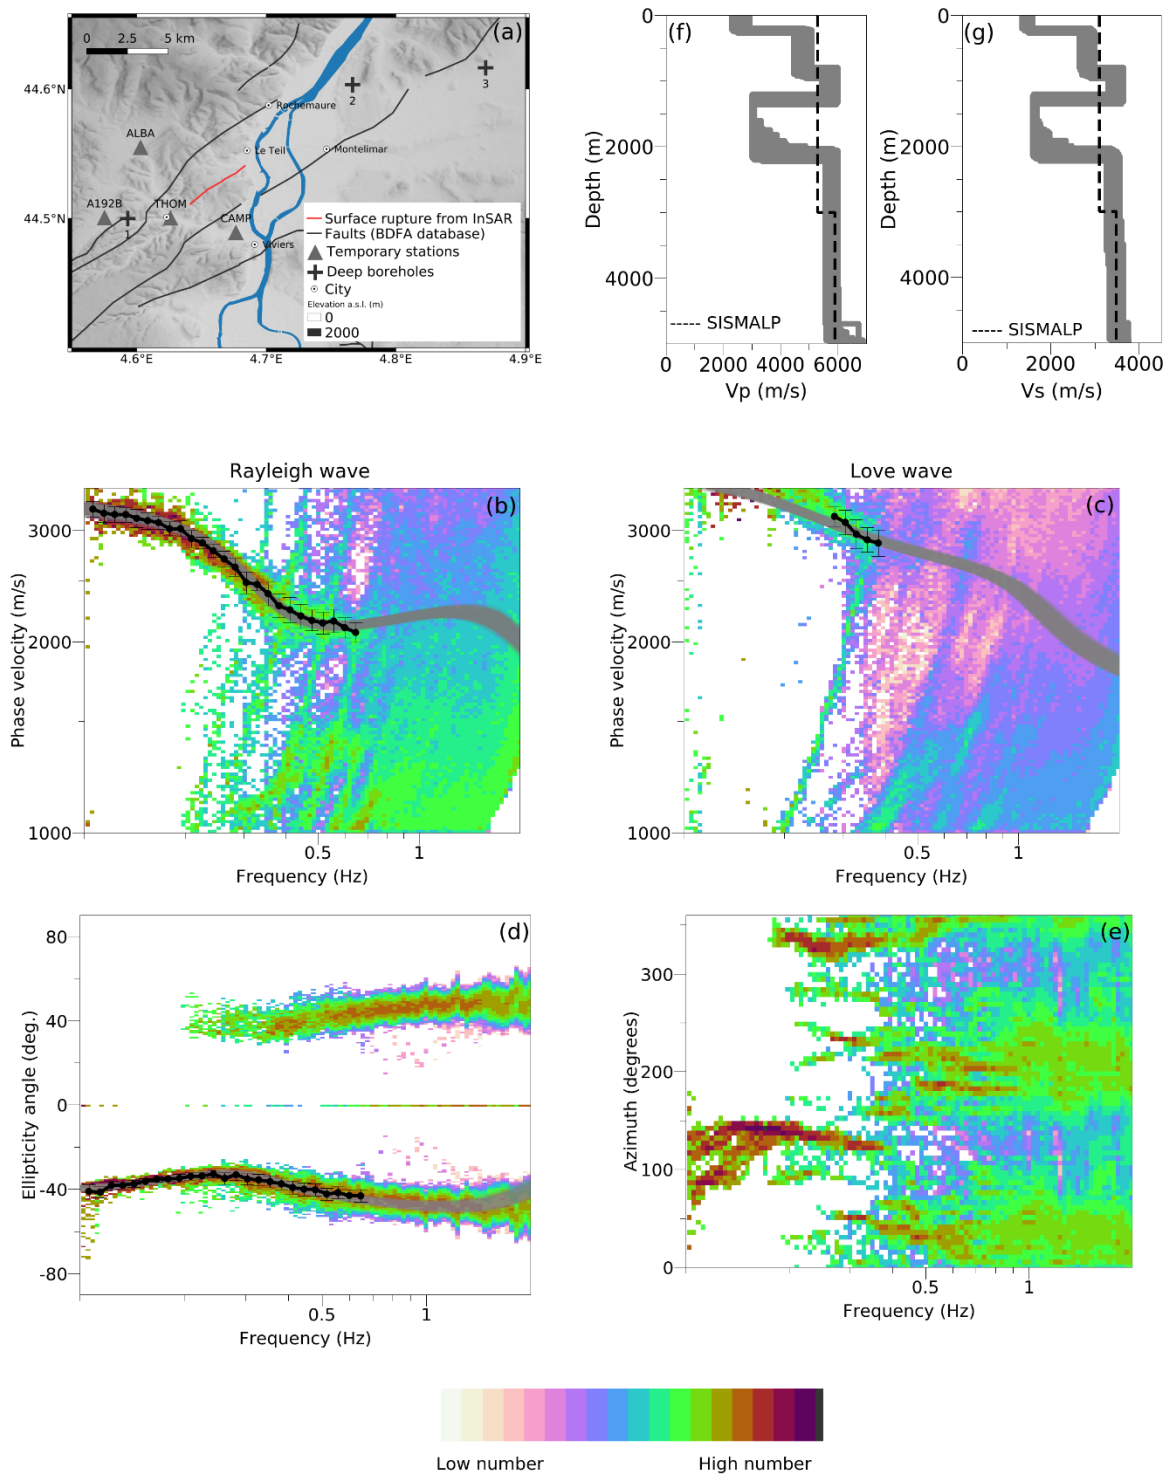 (a)
0 2.5 5 km
44.6°N
44.5°N
4.6°E 4.7°E 4.8°E 4.9°E
3
2
Rochemaure
ALBA
Le Teil
Montelimar
A192B
THOM
1
CAMP
Viviers
Surface rupture from InSAR
Faults (BDFA database)
Temporary stations
Deep boreholes
City
Elevation a.s.l. (m)
0
2000
(f)
0
2000
4000
Depth (m)
SISMALP
0 2000 4000 6000
Vp (m/s)
(g)
0
2000
4000
Depth (m)
SISMALP
0 2000 4000
Vs (m/s)
Rayleigh wave
(b)
3000
2000
1000
Phase velocity (m/s)
0.5 1
Frequency (Hz)
Love wave
(c)
3000
2000
1000
Phase velocity (m/s)
0.5 1
Frequency (Hz)
(d)
80
40
0
-40
-80
Ellipticity angle (deg.)
0.5 1
Frequency (Hz)
(e)
300
200
100
0
Azimuth (degrees)
0.5 1
Frequency (Hz)
Low number High number